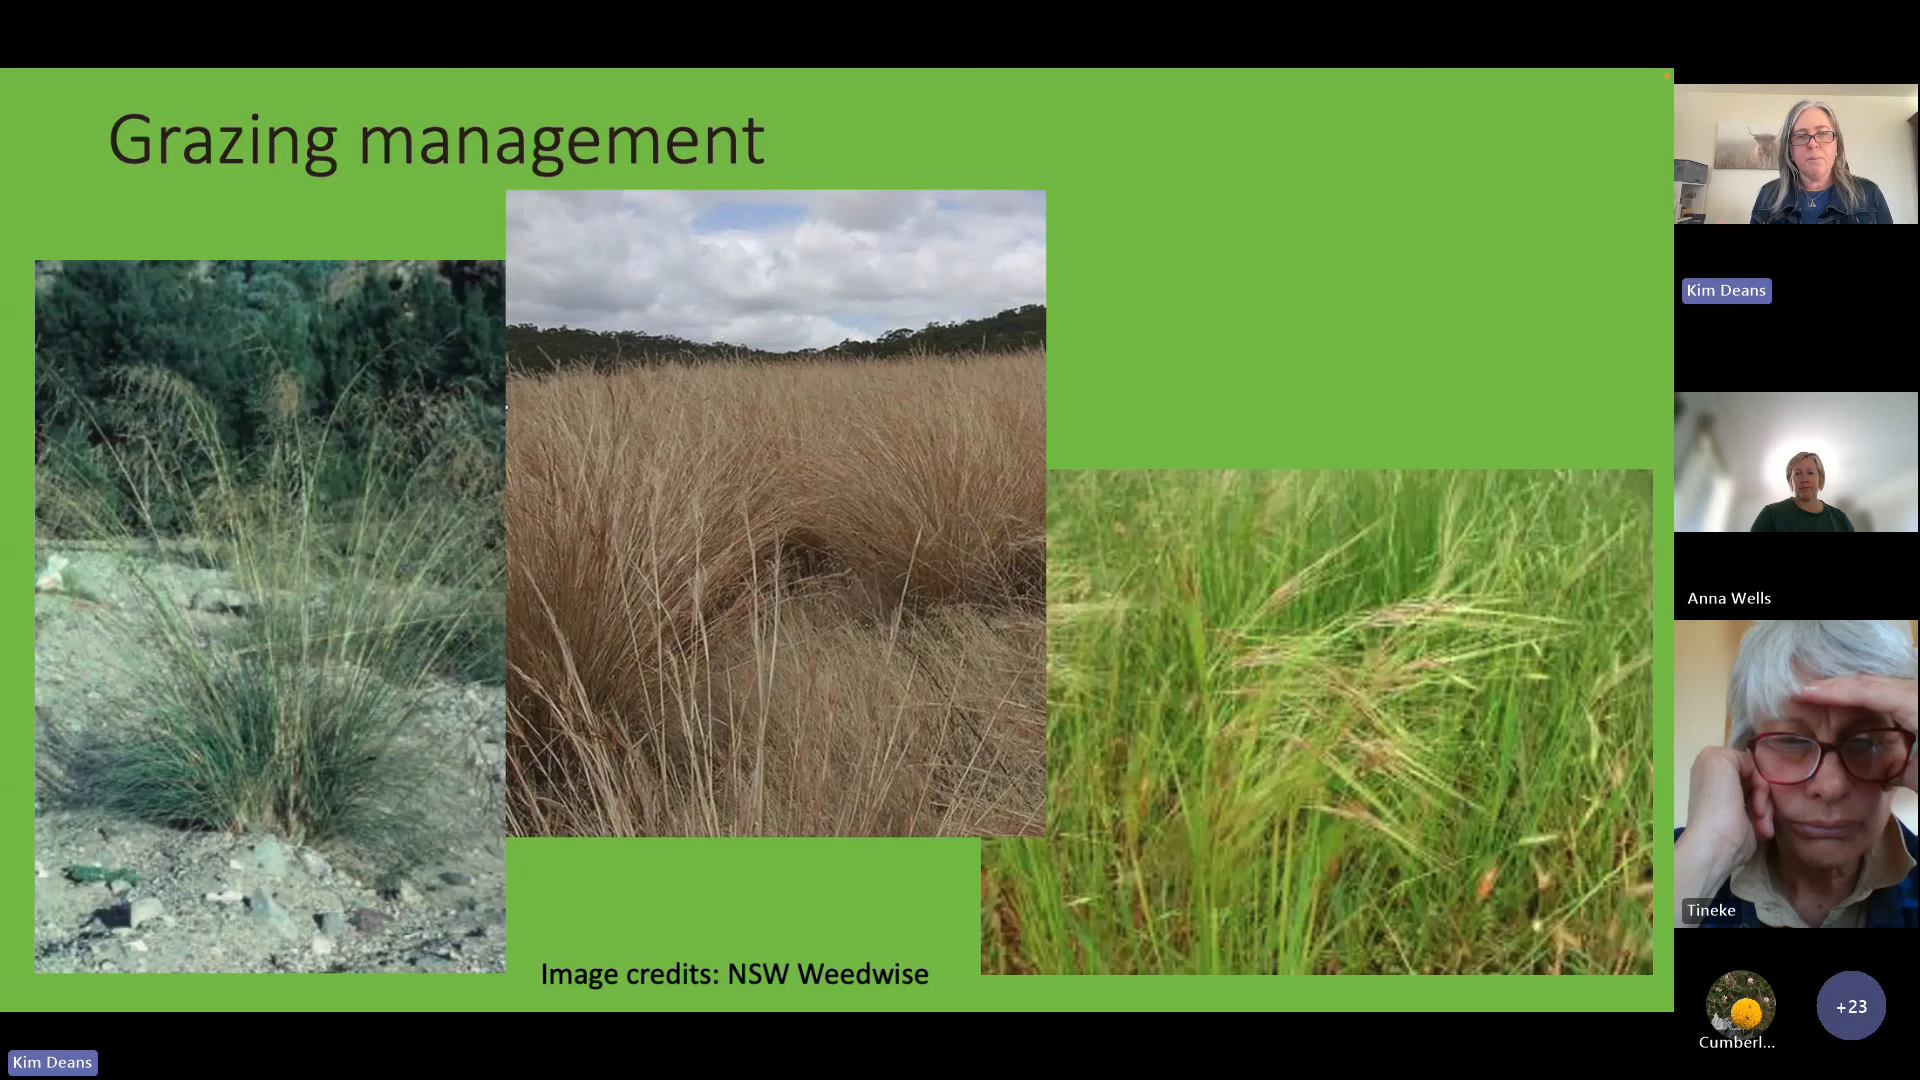 Grazing management
Image credits: NSW Weedwise
Kim Deans
Anna Wells
Tineke
Cumberl...
+23
Kim Deans